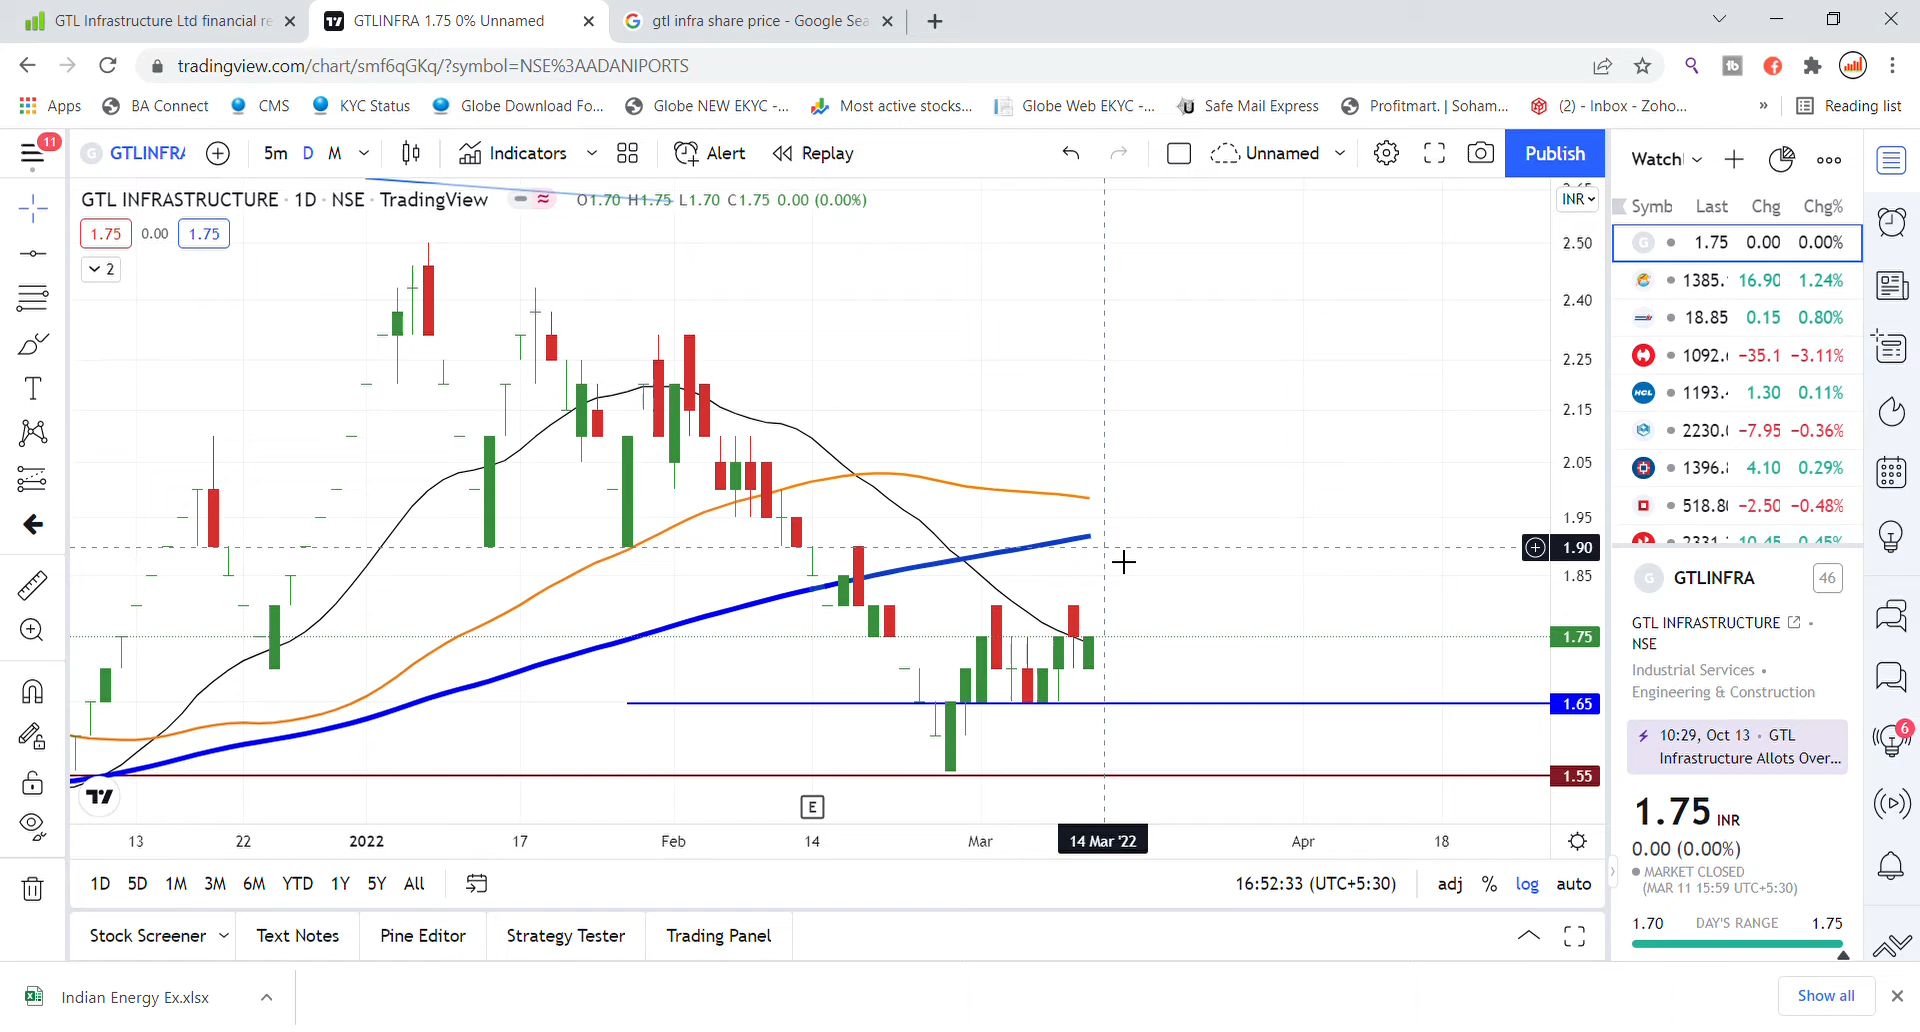 GTL Infrastructure Ltd financial re
GTLINFRA 1.75 0% Unnamed
gtl infra share price - Google Sea
tradingview.com/chart/smf6qGKq/?symbol=NSE%3AADANIPORTS
Apps
BA Connect
CMS
KYC Status
Globe Download Fo...
Globe NEW EKYC -...
Most active stocks...
Globe Web EKYC -...
Safe Mail Express
Profitmart. | Soham...
(2) - Inbox - Zoho...
»
Reading list
11
GTLINFRA
5m D M
Indicators
Alert
Replay
Unnamed
Publish
Watchl
GTL INFRASTRUCTURE · 1D · NSE · TradingView
O1.70 H1.75 L1.70 C1.75 0.00 (0.00%)
1.75 0.00 1.75
2
INR
2.50
2.40
2.25
2.15
2.05
1.95
1.90
1.85
1.75
1.65
1.55
E
13 22 2022 17 Feb 14 Mar 14 Mar '22 Apr 18
1D 5D 1M 3M 6M YTD 1Y 5Y All
16:52:33 (UTC+5:30)
adj % log auto
Stock Screener
Text Notes
Pine Editor
Strategy Tester
Trading Panel
Symb Last Chg Chg%
G 1.75 0.00 0.00%
1385. 16.90 1.24%
18.85 0.15 0.80%
1092. −35.1 −3.11%
HCL 1193. 1.30 0.11%
2230. −7.95 −0.36%
1396. 4.10 0.29%
518.80 −2.50 −0.48%
G GTLINFRA 46
GTL INFRASTRUCTURE
NSE
Industrial Services •
Engineering & Construction
10:29, Oct 13 · GTL
Infrastructure Allots Over...
1.75 INR
0.00 (0.00%)
MARKET CLOSED
(MAR 11 15:59 UTC+5:30)
1.70 DAY'S RANGE 1.75
6
Indian Energy Ex.xlsx
Show all